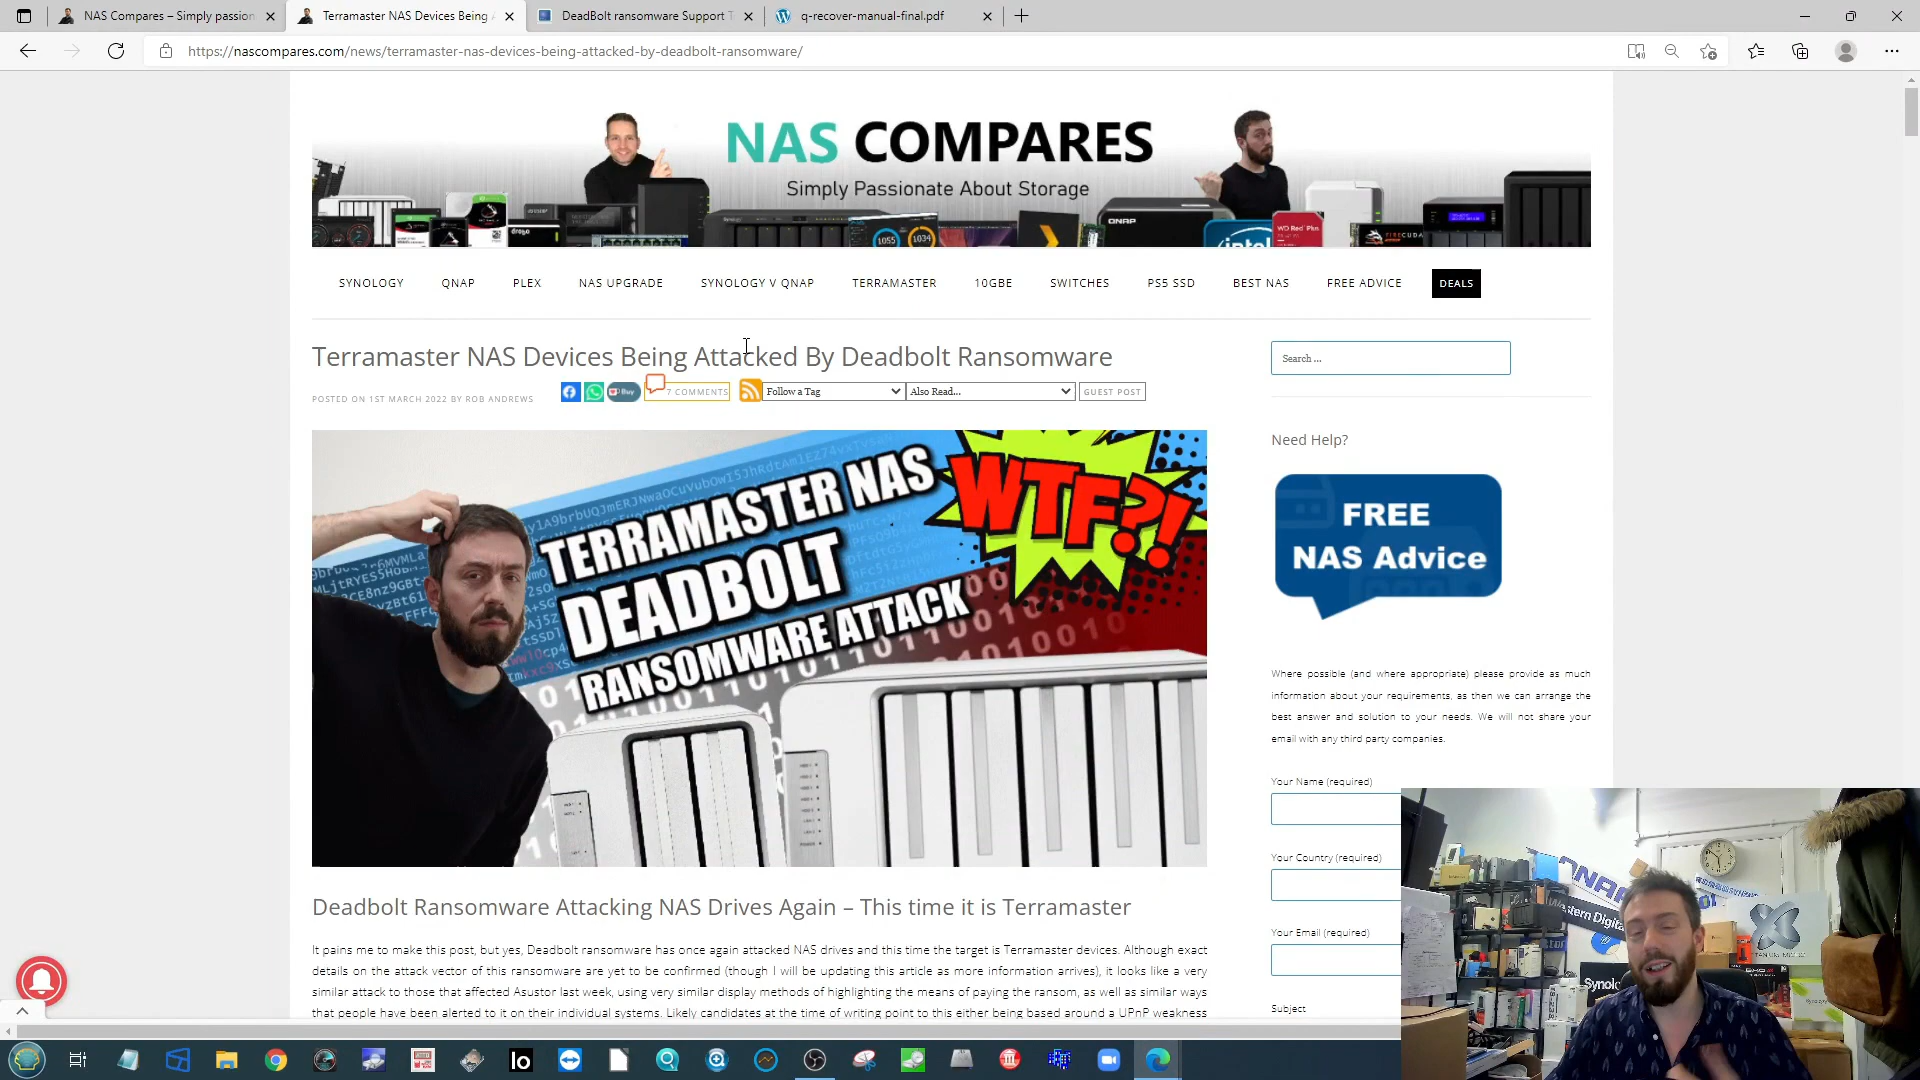 NAS Compares – Simply passion
Terramaster NAS Devices Being A
DeadBolt ransomware Support T
q-recover-manual-final.pdf
https://nascompares.com/news/terramaster-nas-devices-being-attacked-by-deadbolt-ransomware/
NAS COMPARES
Simply Passionate About Storage
SYNOLOGY QNAP PLEX NAS UPGRADE SYNOLOGY V QNAP TERRAMASTER 10GBE SWITCHES PS5 SSD BEST NAS FREE ADVICE DEALS
Terramaster NAS Devices Being Attacked By Deadbolt Ransomware
POSTED ON 1ST MARCH 2022 BY ROB ANDREWS
Buy
7 COMMENTS
Follow a Tag
Also Read...
GUEST POST
Search ...
Need Help?
FREE
NAS Advice
TERRAMASTER NAS
DEADBOLT
RANSOMWARE ATTACK
WTF?!
Where possible (and where appropriate) please provide as much
information about your requirements, as then we can arrange the
best answer and solution to your needs. We will not share your
email with any third party companies.
Your Name (required)
Your Country (required)
Your Email (required)
Subject
Deadbolt Ransomware Attacking NAS Drives Again – This time it is Terramaster
It pains me to make this post, but yes, Deadbolt ransomware has once again attacked NAS drives and this time the target is Terramaster devices. Although exact
details on the attack vector of this ransomware are yet to be confirmed (though I will be updating this article as more information arrives), it looks like a very
similar attack to those that affected Asustor last week, using very similar display methods of highlighting the means of paying the ransom, as well as similar ways
that people have been alerted to it on their individual systems. Likely candidates at the time of writing point to this either being based around a UPnP weakness